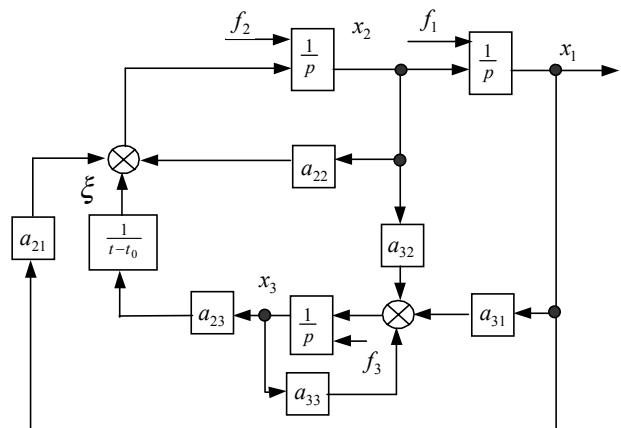 f₂ x₂ f₁ x₁
1/p 1/p
a₂₂
ξ
a₂₁ 1/(t−t₀) a₃₂
x₃
a₂₃ 1/p a₃₁
f₃
a₃₃